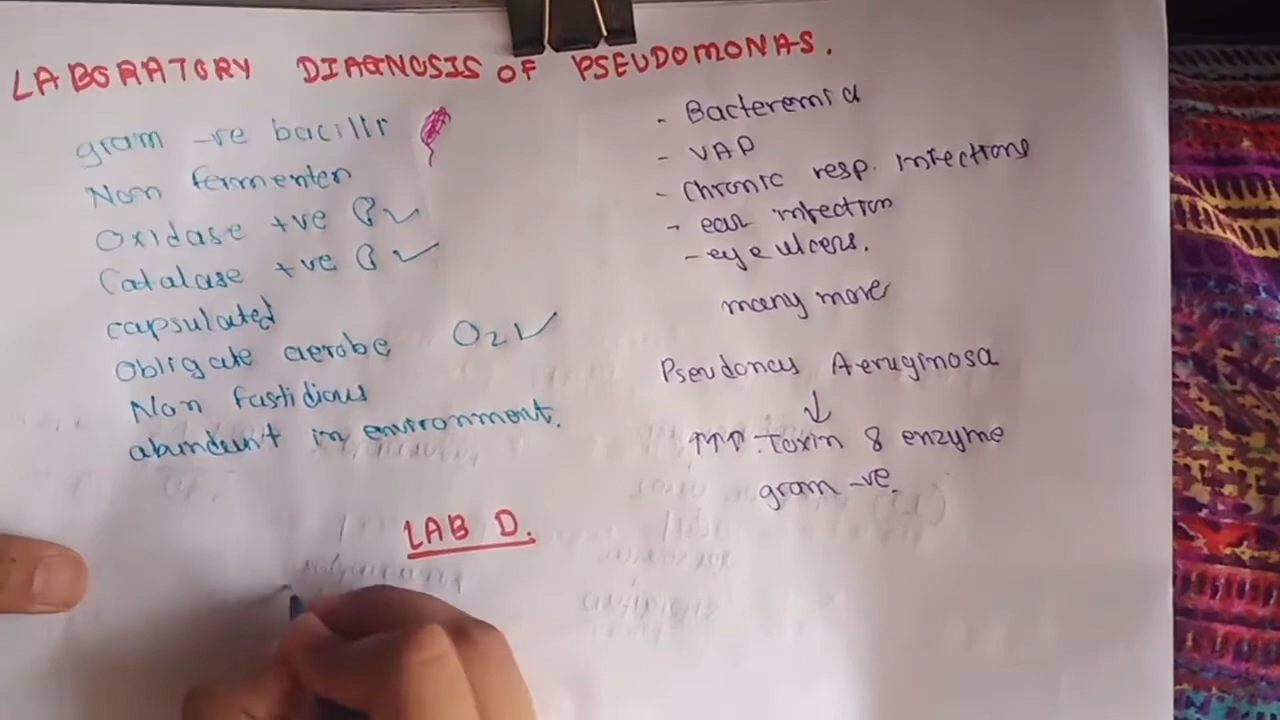 LABORATORY DIAGNOSIS OF PSEUDOMONAS.
gram -ve bacilli
Non fermenter
Oxidase +ve
Catalase +ve
capsulated
Obligate aerobe O2 ✓
Non fastidious
abundunt in environment.
- Bacteremia
- VAP
- Chronic resp. infections
- ear infection
- eye ulcers.
many more
Pseudonas Aeruginosa
↓
↑↑↑. toxin & enzyme
gram -ve.
LAB D.